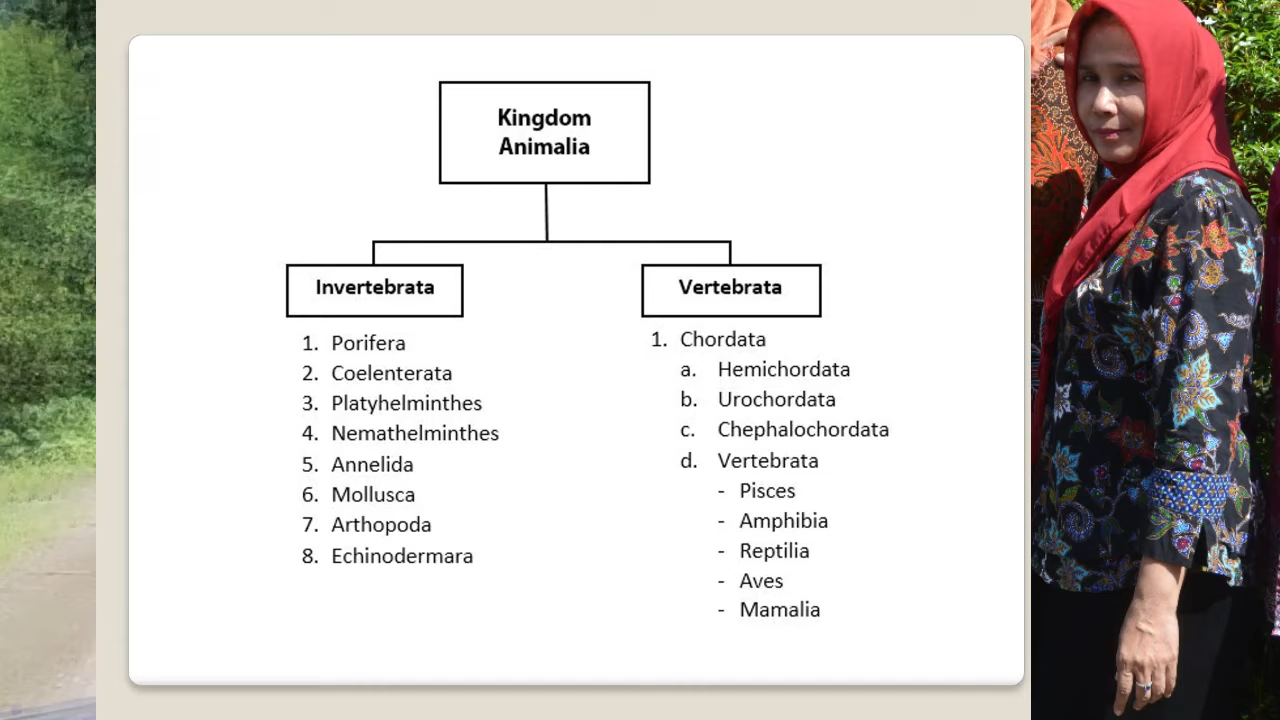 Kingdom
Animalia
Invertebrata
1. Porifera
2. Coelenterata
3. Platyhelminthes
4. Nemathelminthes
5. Annelida
6. Mollusca
7. Arthopoda
8. Echinodermara
Vertebrata
1. Chordata
a. Hemichordata
b. Urochordata
c. Chephalochordata
d. Vertebrata
- Pisces
- Amphibia
- Reptilia
- Aves
- Mamalia